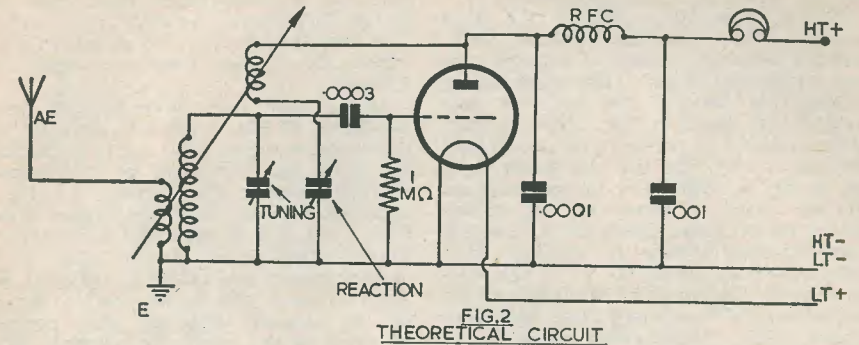 RFC
HT+
AE
.0003
1
MΩ
TUNING
.0001
.001
HT-
LT-
REACTION
LT+
E
FIG,2
THEORETICAL CIRCUIT